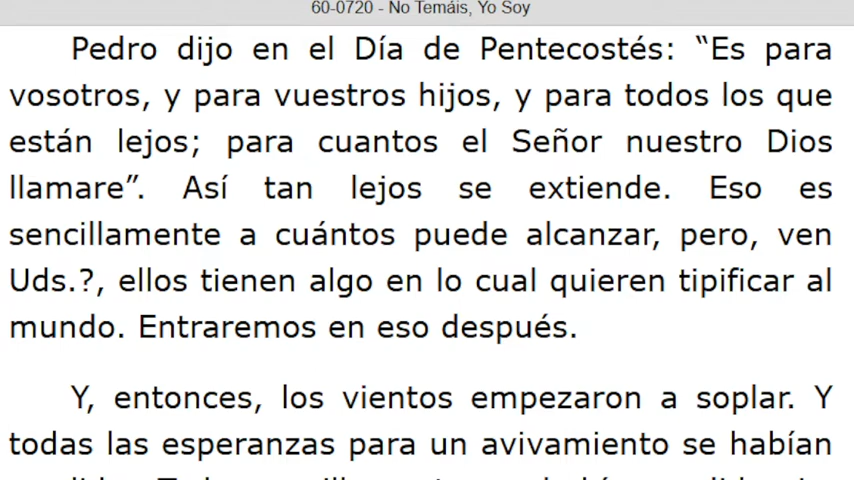 60-0720 - No Temáis, Yo Soy
Pedro dijo en el Día de Pentecostés: “Es para
vosotros, y para vuestros hijos, y para todos los que
están lejos; para cuantos el Señor nuestro Dios
llamare”. Así tan lejos se extiende. Eso es
sencillamente a cuántos puede alcanzar, pero, ven
Uds.?, ellos tienen algo en lo cual quieren tipificar al
mundo. Entraremos en eso después.
Y, entonces, los vientos empezaron a soplar. Y
todas las esperanzas para un avivamiento se habían